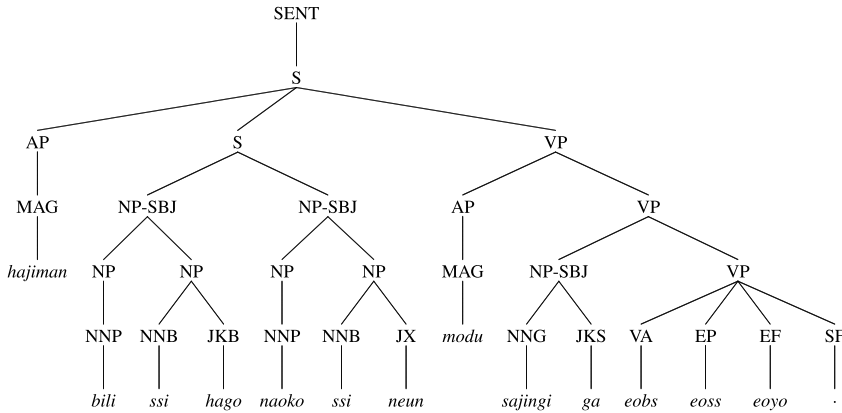 SENT
S
AP S VP
MAG NP-SBJ NP-SBJ AP VP
hajiman NP NP NP NP MAG NP-SBJ VP
NNP NNB JKB NNP NNB JX modu NNG JKS VA EP EF SF
bili ssi hago naoko ssi neun sajingi ga eobs eoss eoyo .